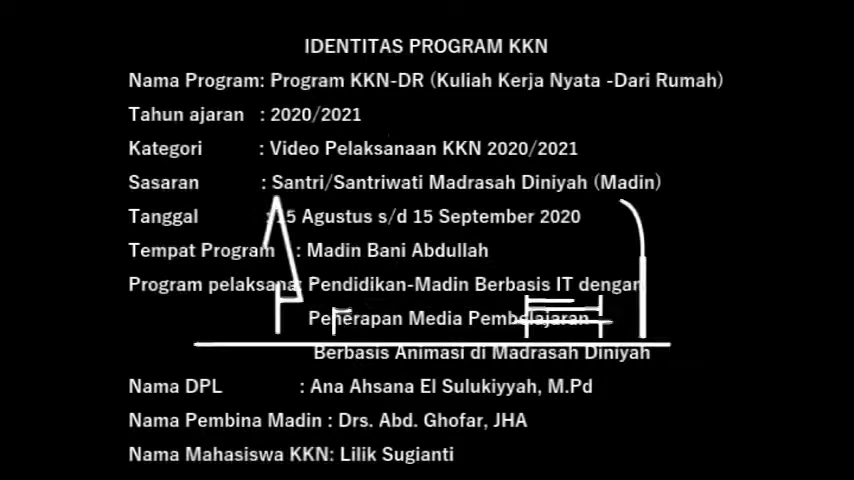 IDENTITAS PROGRAM KKN
Nama Program: Program KKN-DR (Kuliah Kerja Nyata -Dari Rumah)
Tahun ajaran : 2020/2021
Kategori : Video Pelaksanaan KKN 2020/2021
Sasaran : Santri/Santriwati Madrasah Diniyah (Madin)
Tanggal : 15 Agustus s/d 15 September 2020
Tempat Program : Madin Bani Abdullah
Program pelaksana: Pendidikan-Madin Berbasis IT dengan
Penerapan Media Pembelajaran
Berbasis Animasi di Madrasah Diniyah
Nama DPL : Ana Ahsana El Sulukiyyah, M.Pd
Nama Pembina Madin : Drs. Abd. Ghofar, JHA
Nama Mahasiswa KKN: Lilik Sugianti